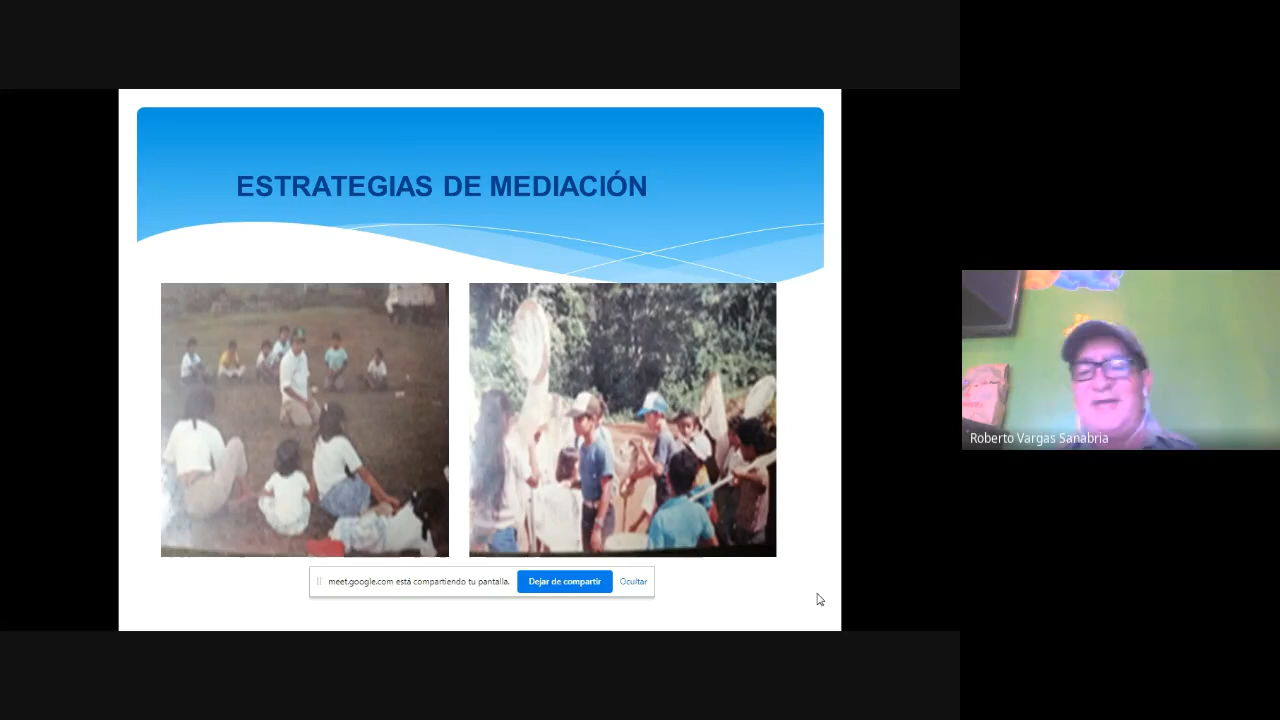 ESTRATEGIAS DE MEDIACIÓN
meet.google.com está compartiendo tu pantalla.
Dejar de compartir
Ocultar
Roberto Vargas Sanabria